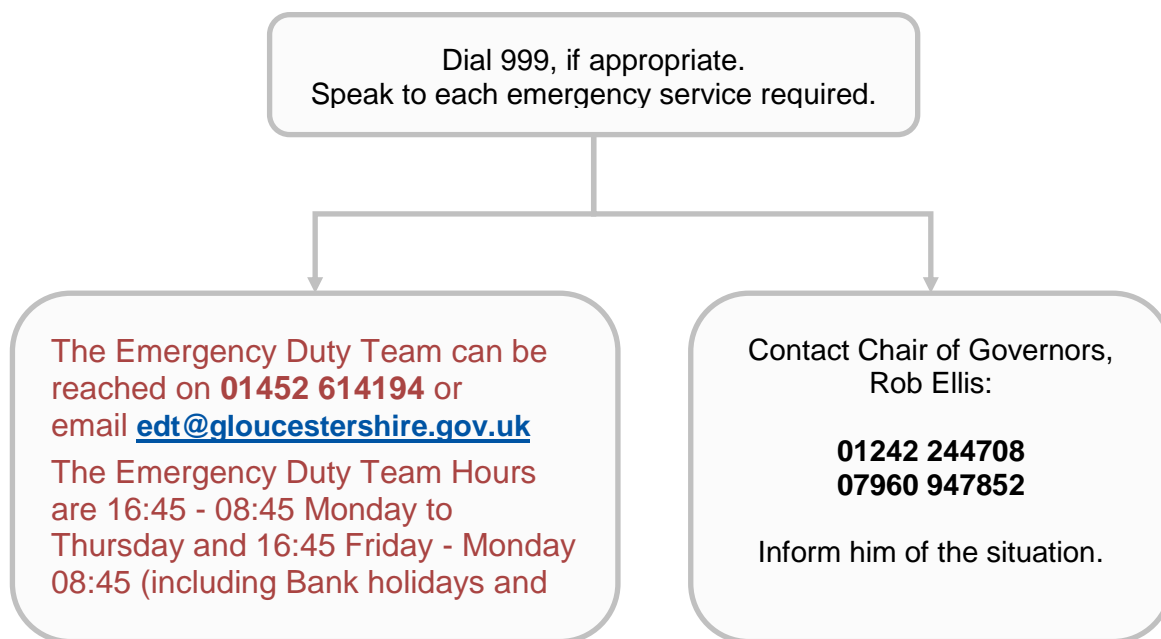 Dial 999, if appropriate.
Speak to each emergency service required.
The Emergency Duty Team can be
reached on 01452 614194 or
email edt@gloucestershire.gov.uk
The Emergency Duty Team Hours
are 16:45 - 08:45 Monday to
Thursday and 16:45 Friday - Monday
08:45 (including Bank holidays and
Contact Chair of Governors,
Rob Ellis:
01242 244708
07960 947852
Inform him of the situation.